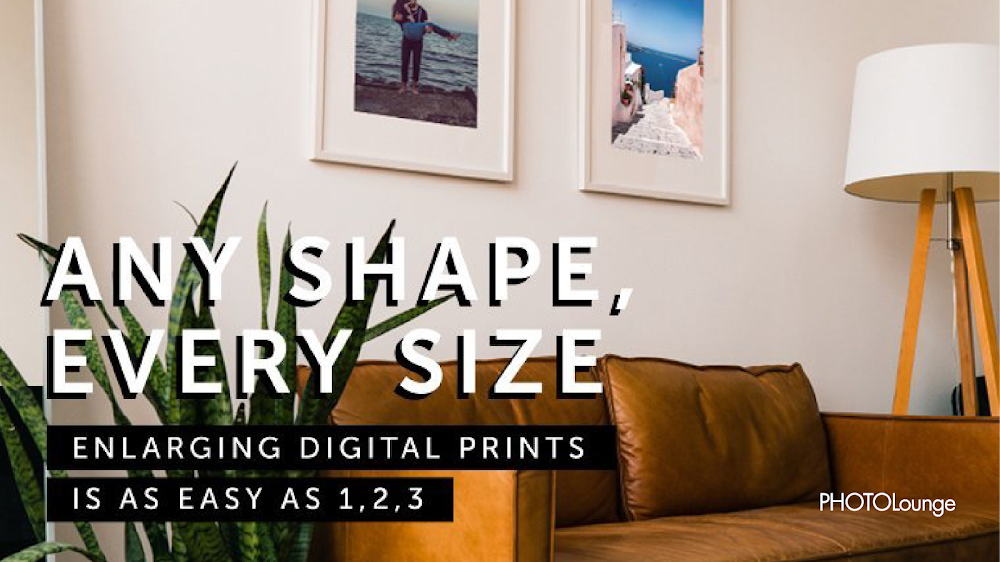 ANY SHAPE,
EVERY SIZE
ENLARGING DIGITAL PRINTS
IS AS EASY AS 1,2,3
PHOTOLounge